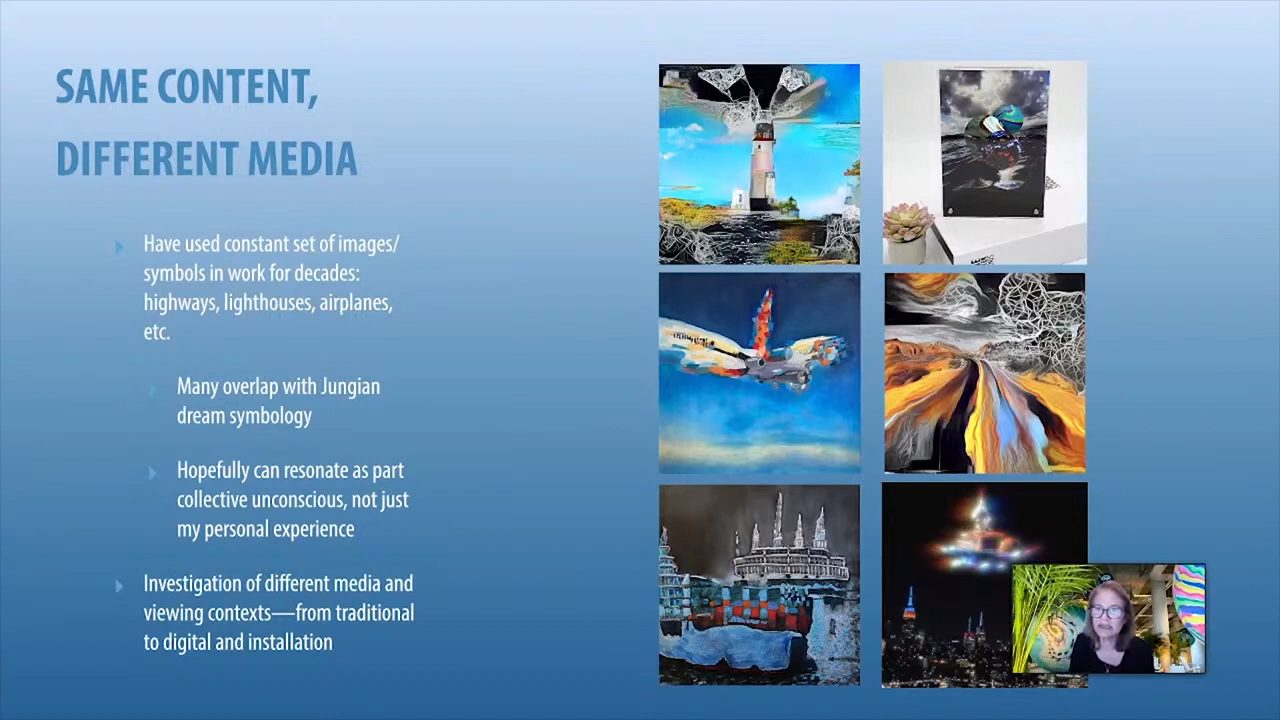 SAME CONTENT,
DIFFERENT MEDIA
Have used constant set of images/
symbols in work for decades:
highways, lighthouses, airplanes,
etc.
Many overlap with Jungian
dream symbology
Hopefully can resonate as part
collective unconscious, not just
my personal experience
Investigation of different media and
viewing contexts—from traditional
to digital and installation